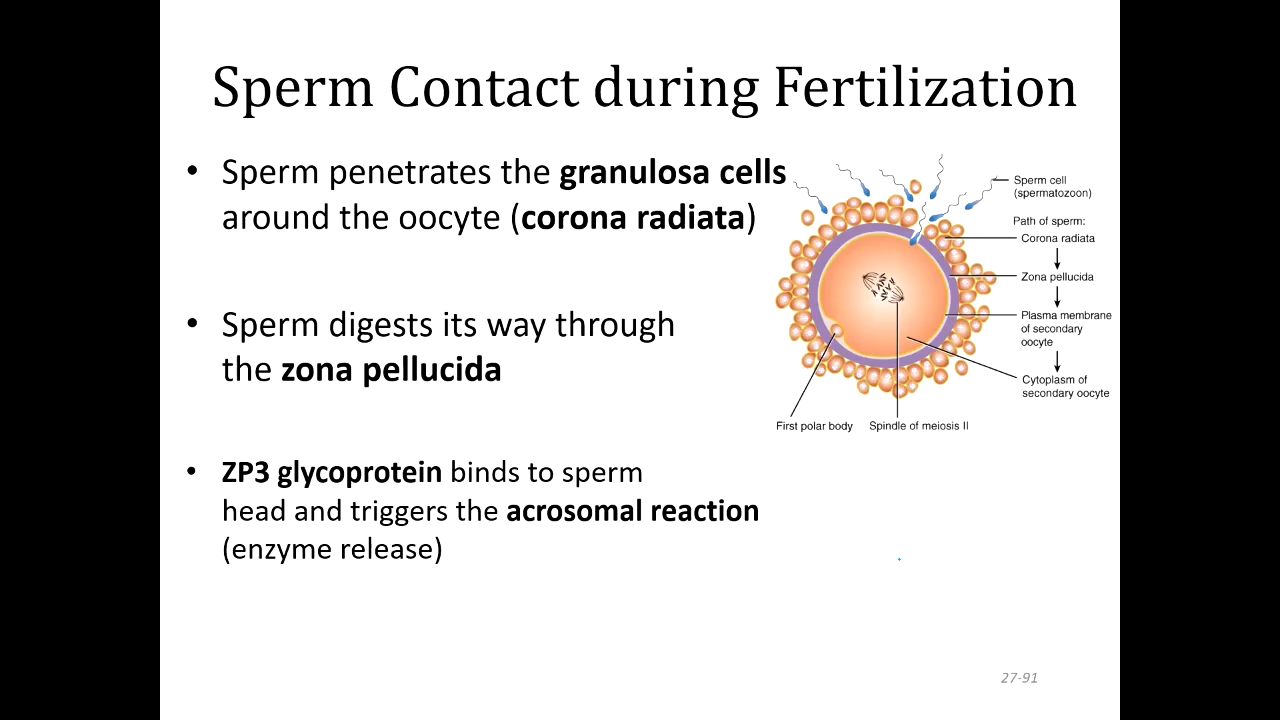 Sperm Contact during Fertilization
• Sperm penetrates the granulosa cells
around the oocyte (corona radiata)
• Sperm digests its way through
the zona pellucida
• ZP3 glycoprotein binds to sperm
head and triggers the acrosomal reaction
(enzyme release)
Sperm cell
(spermatozoon)
Path of sperm:
Corona radiata
Zona pellucida
Plasma membrane
of secondary
oocyte
Cytoplasm of
secondary oocyte
First polar body
Spindle of meiosis II
27-91